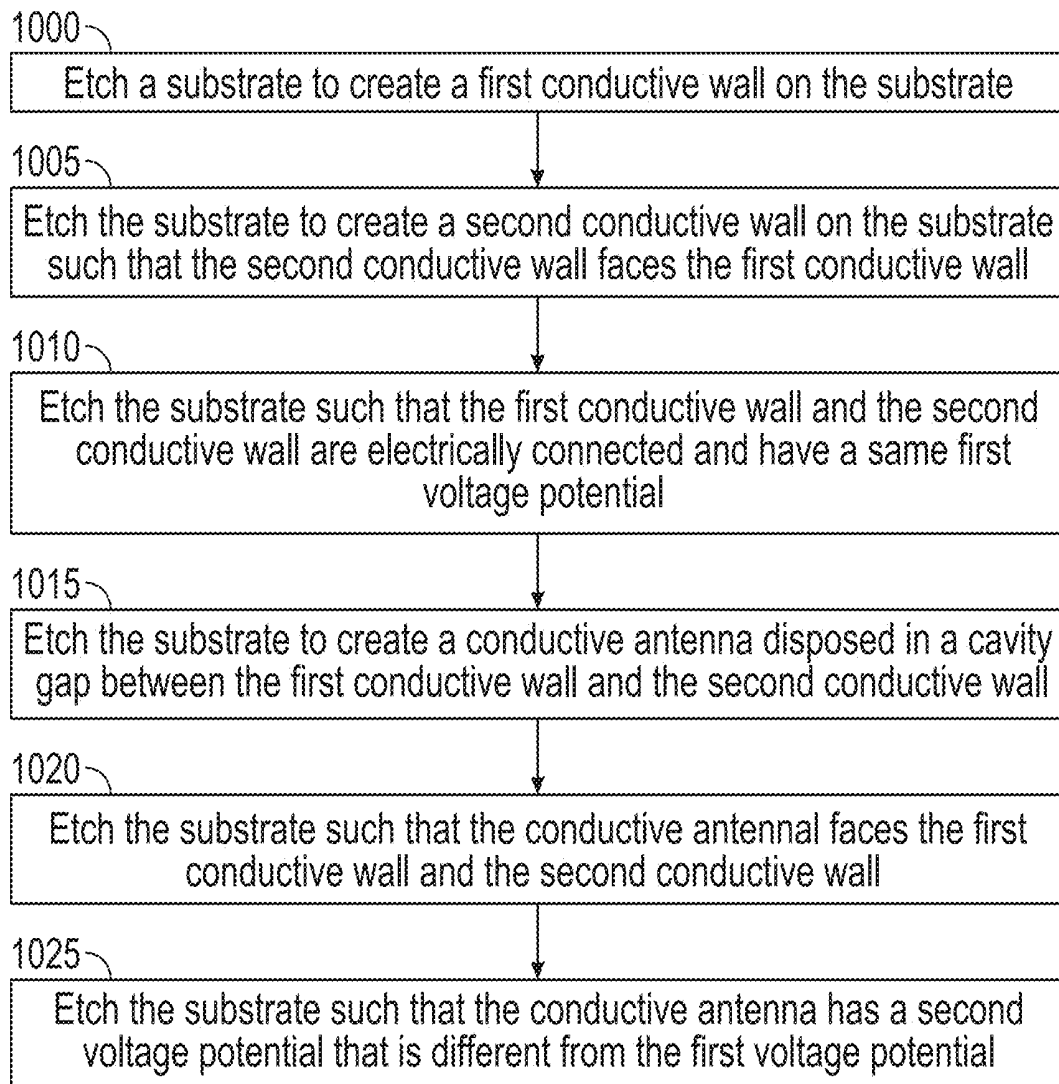 1000
Etch a substrate to create a first conductive wall on the substrate
1005
Etch the substrate to create a second conductive wall on the substrate
such that the second conductive wall faces the first conductive wall
1010
Etch the substrate such that the first conductive wall and the second
conductive wall are electrically connected and have a same first
voltage potential
1015
Etch the substrate to create a conductive antenna disposed in a cavity
gap between the first conductive wall and the second conductive wall
1020
Etch the substrate such that the conductive antennal faces the first
conductive wall and the second conductive wall
1025
Etch the substrate such that the conductive antenna has a second
voltage potential that is different from the first voltage potential